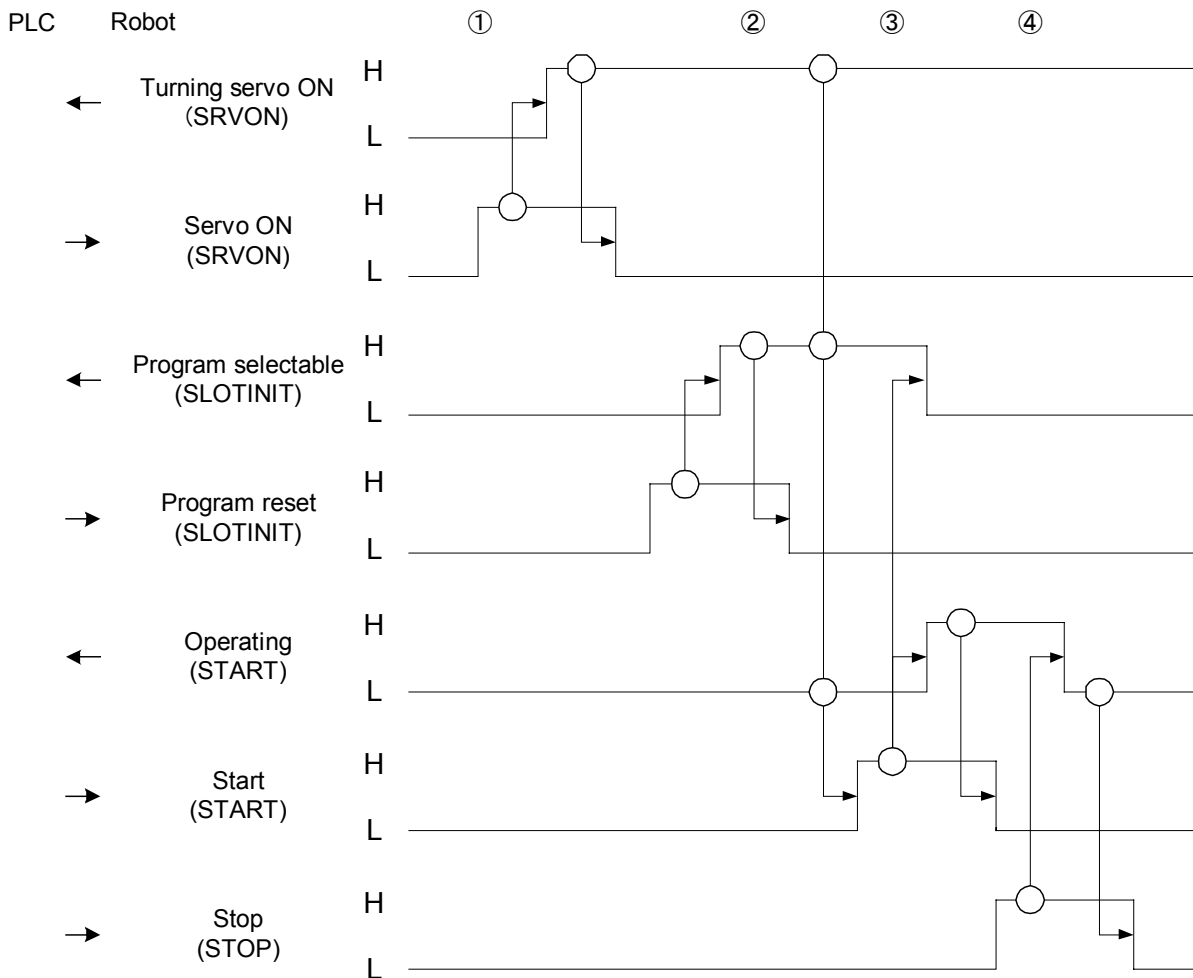 PLC Robot ① ② ③ ④
H
Turning servo ON
(SRVON)
L
H
Servo ON
(SRVON)
L
H
Program selectable
(SLOTINIT)
L
H
Program reset
(SLOTINIT)
L
H
Operating
(START)
L
H
Start
(START)
L
H
Stop
(STOP)
L